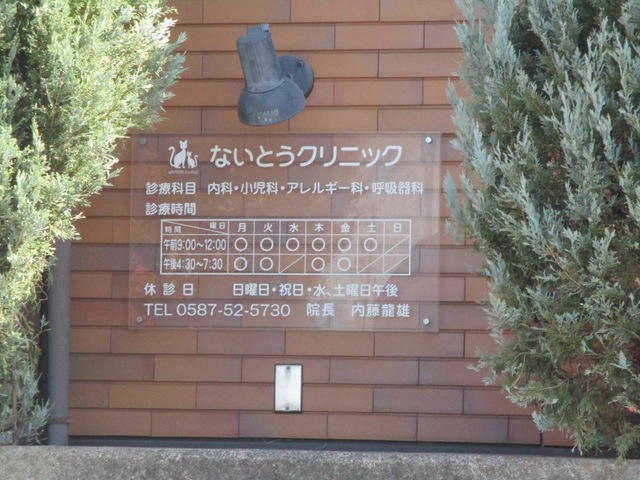 ないとうクリニック
診療科目 内科・小児科・アレルギー科・呼吸器科
診療時間
時間 曜日 月 火 水 木 金 土 日
午前9:00〜12:00 ○ ○ ○ ○ ○ ○ ／
午後4:30〜7:30 ○ ○ ／ ○ ○ ／ ／
休診日 日曜日・祝日・水、土曜日午後
TEL 0587-52-5730 院長 内藤龍雄